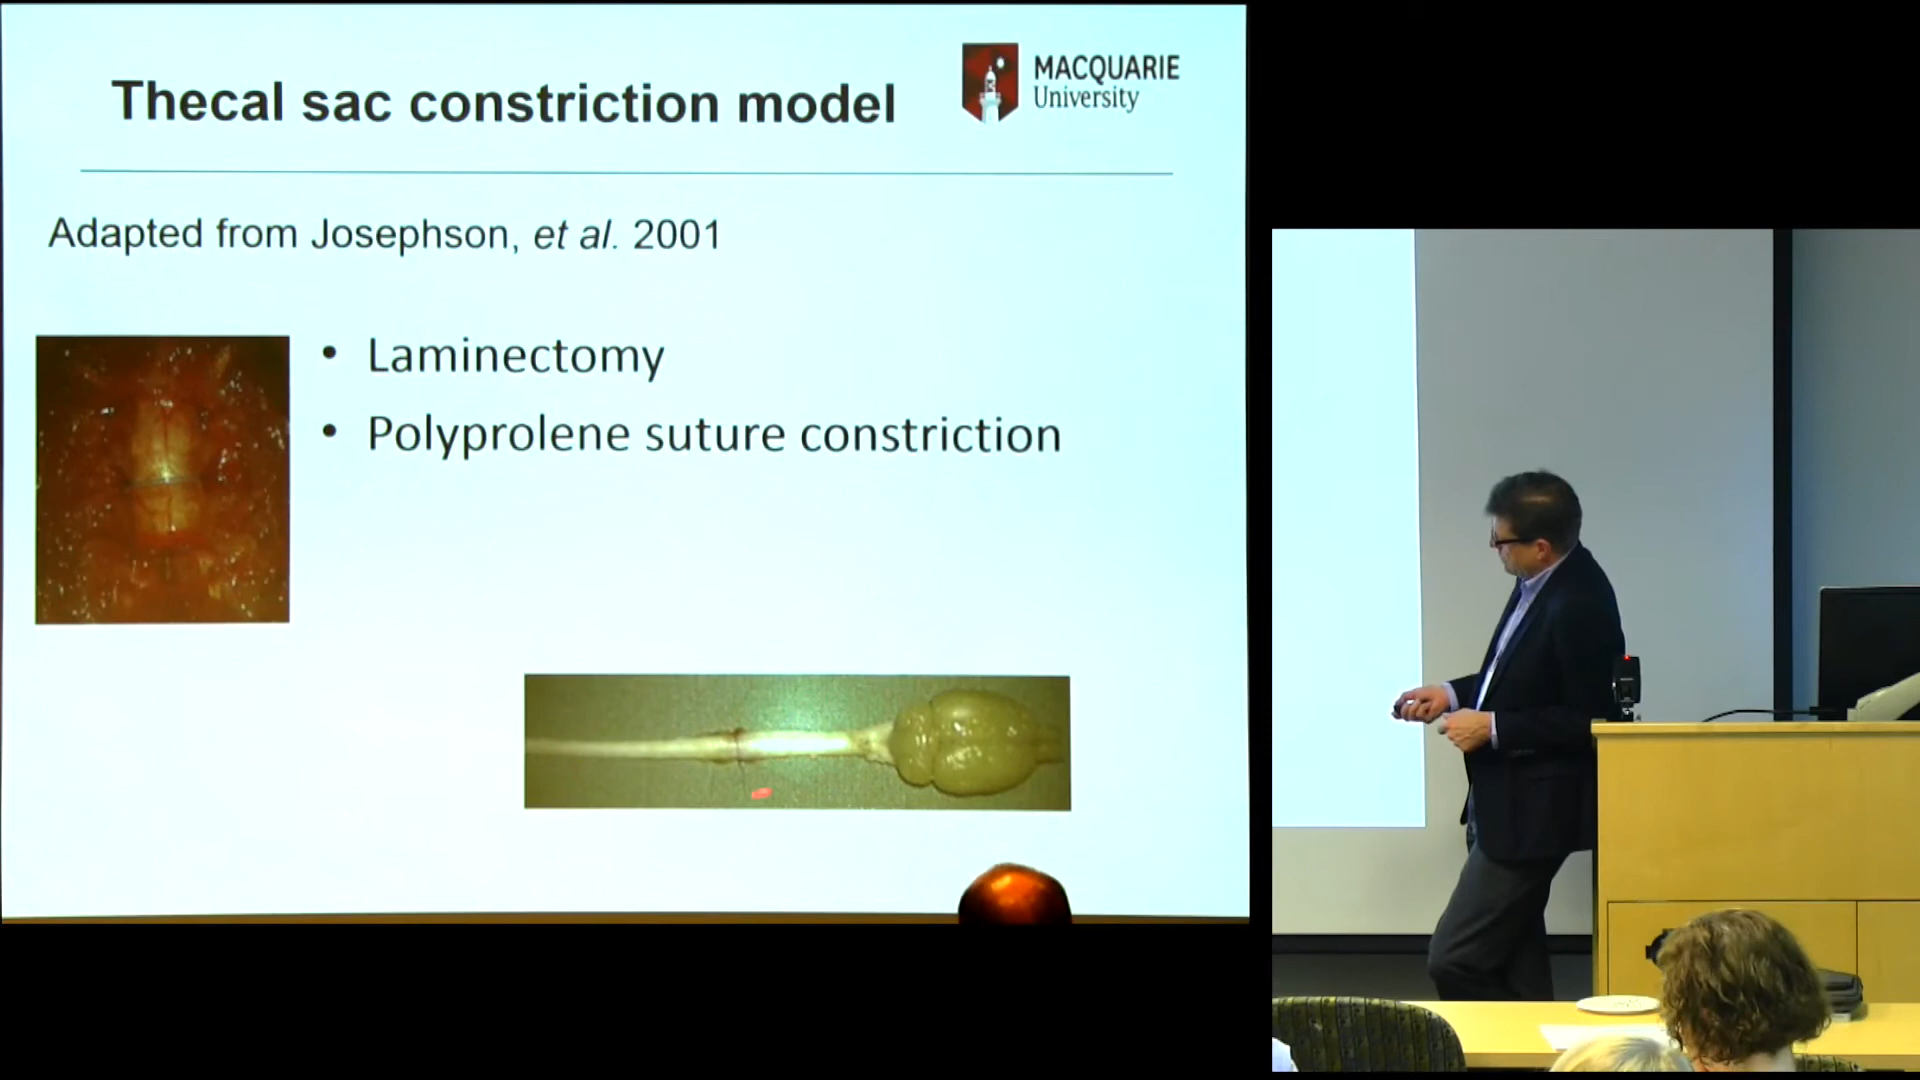 Thecal sac constriction model
MACQUARIE
University
Adapted from Josephson, et al. 2001
• Laminectomy
• Polyprolene suture constriction